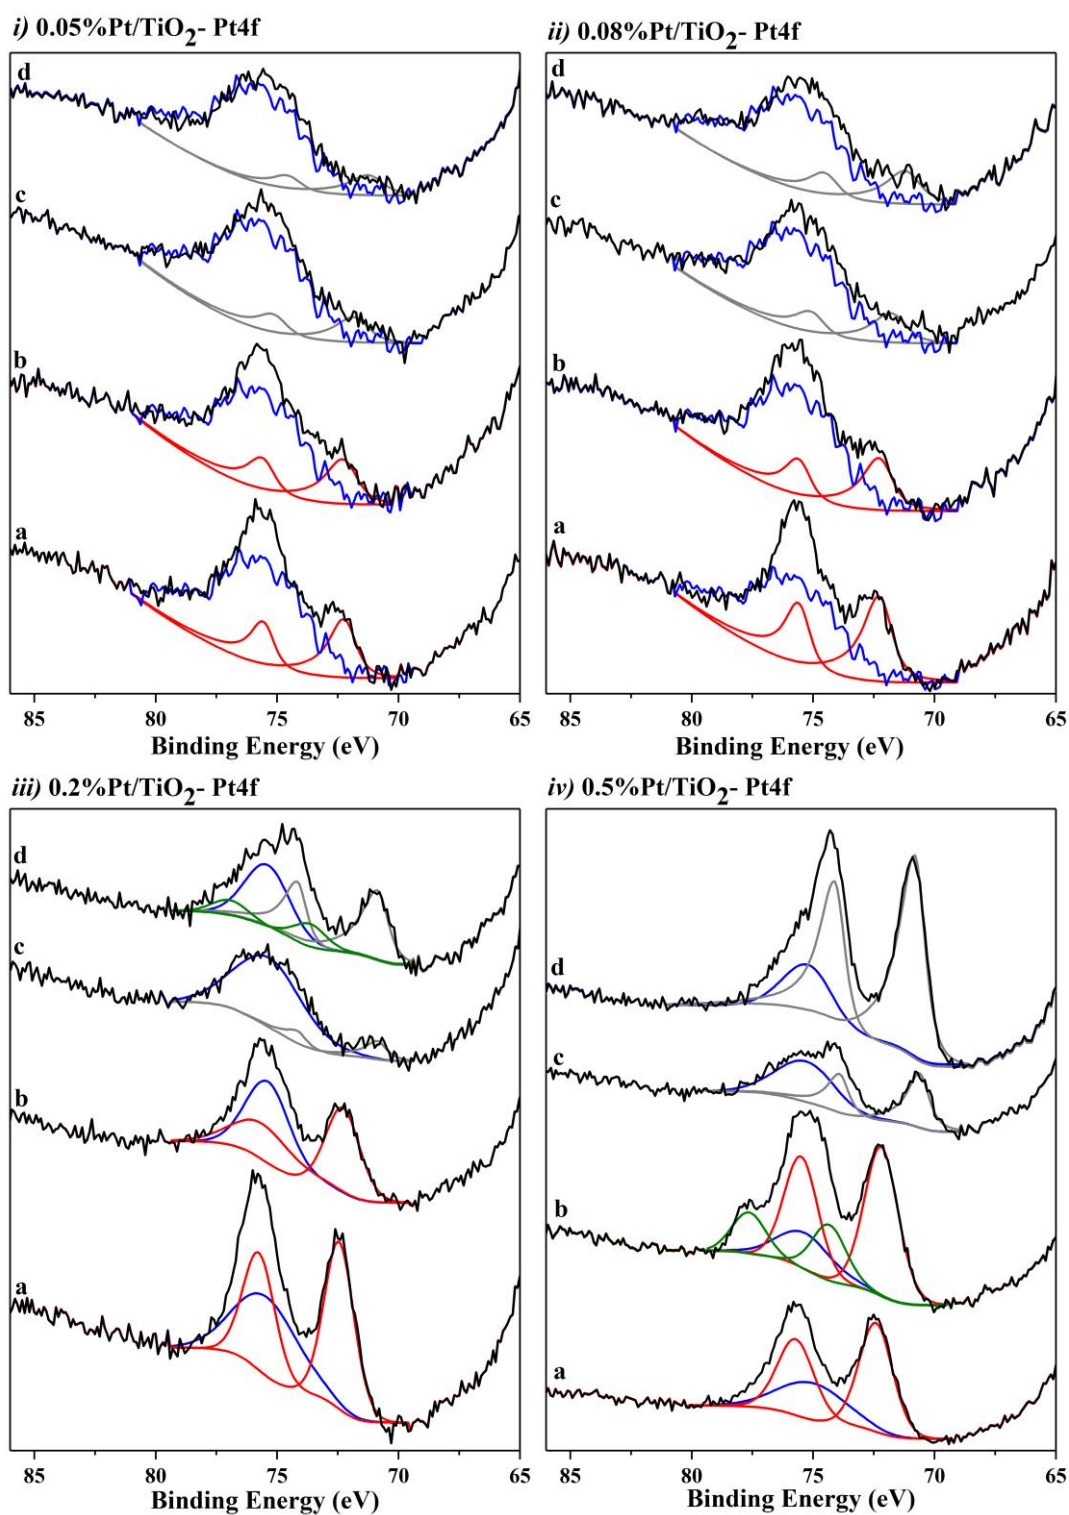 i) 0.05%Pt/TiO2- Pt4f
d
c
b
a
85 80 75 70 65
Binding Energy (eV)
ii) 0.08%Pt/TiO2- Pt4f
d
c
b
a
85 80 75 70 65
Binding Energy (eV)
iii) 0.2%Pt/TiO2- Pt4f
d
c
b
a
85 80 75 70 65
Binding Energy (eV)
iv) 0.5%Pt/TiO2- Pt4f
d
c
b
a
85 80 75 70 65
Binding Energy (eV)